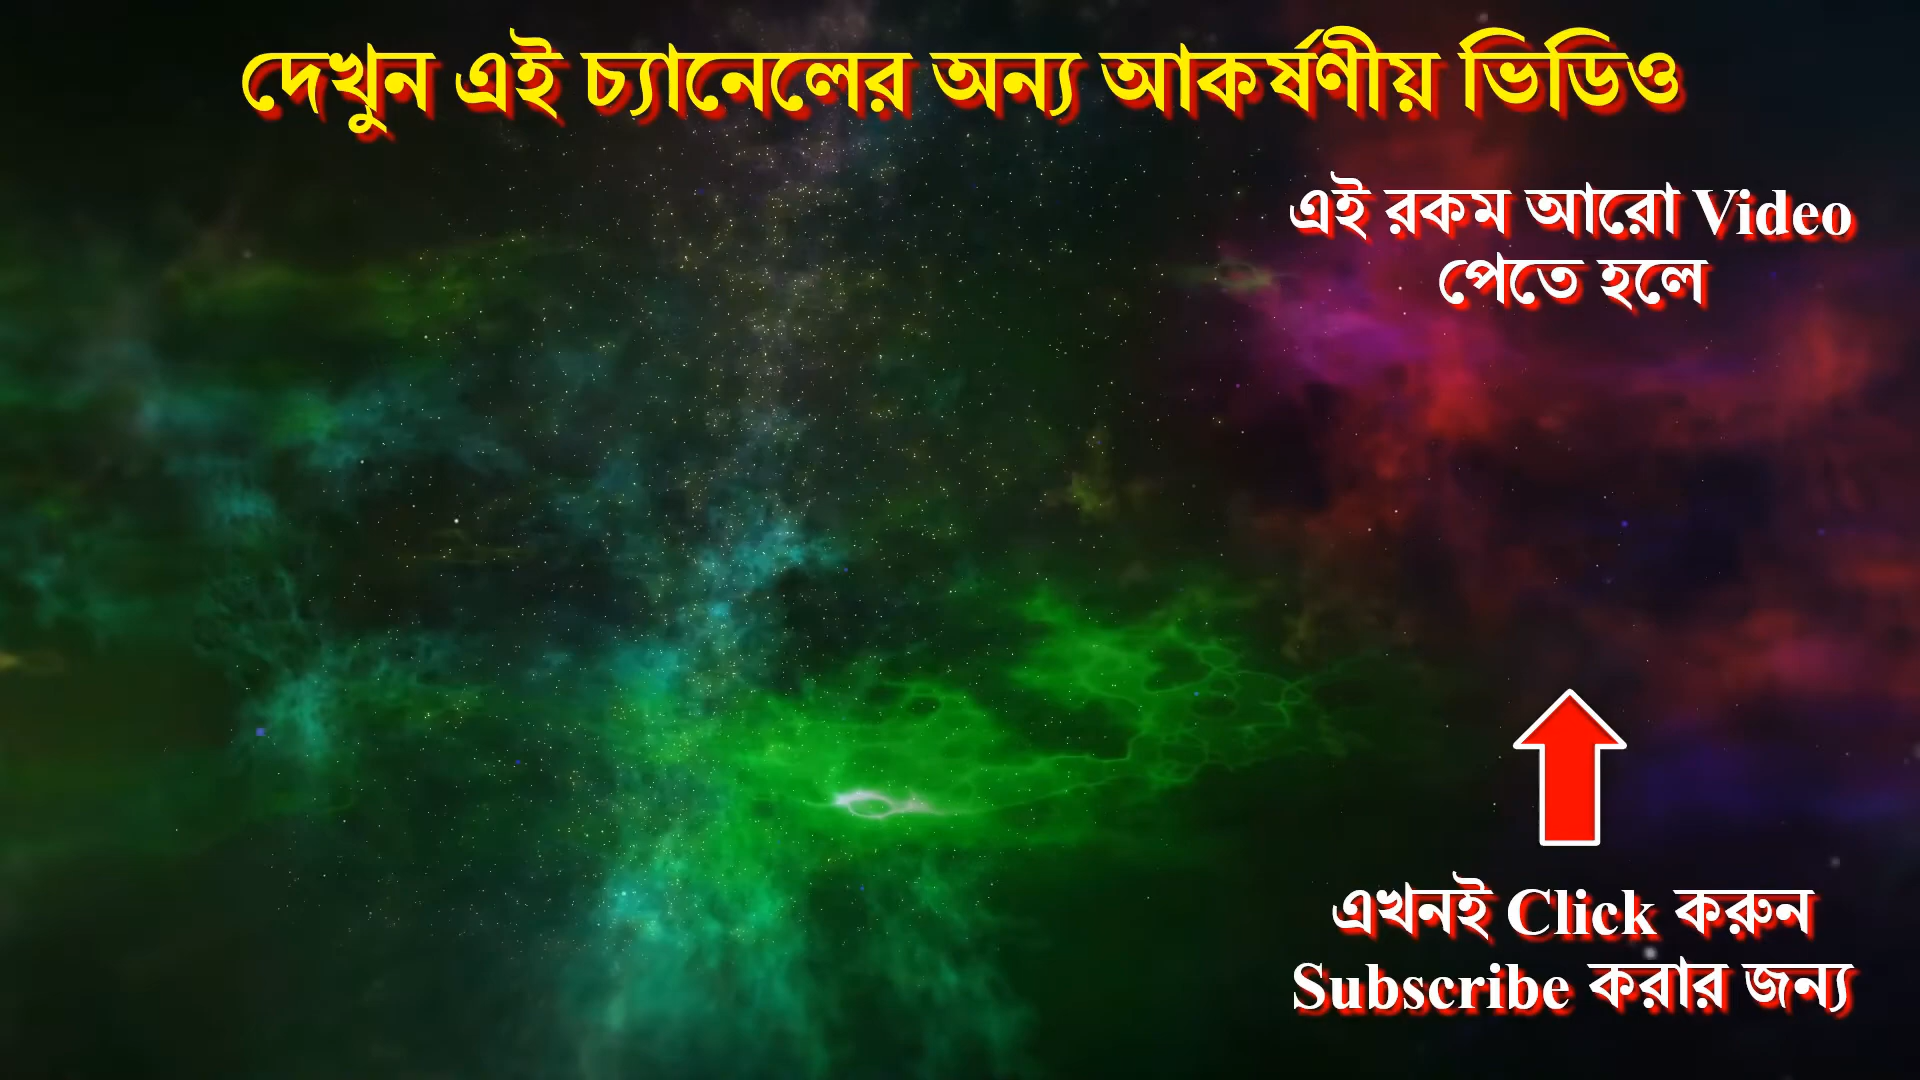 দেখুন এই চ্যানেলের অন্য আকর্ষণীয় ভিডিও
এই রকম আরো Video
পেতে হলে
এখনই Click করুন
Subscribe করার জন্য